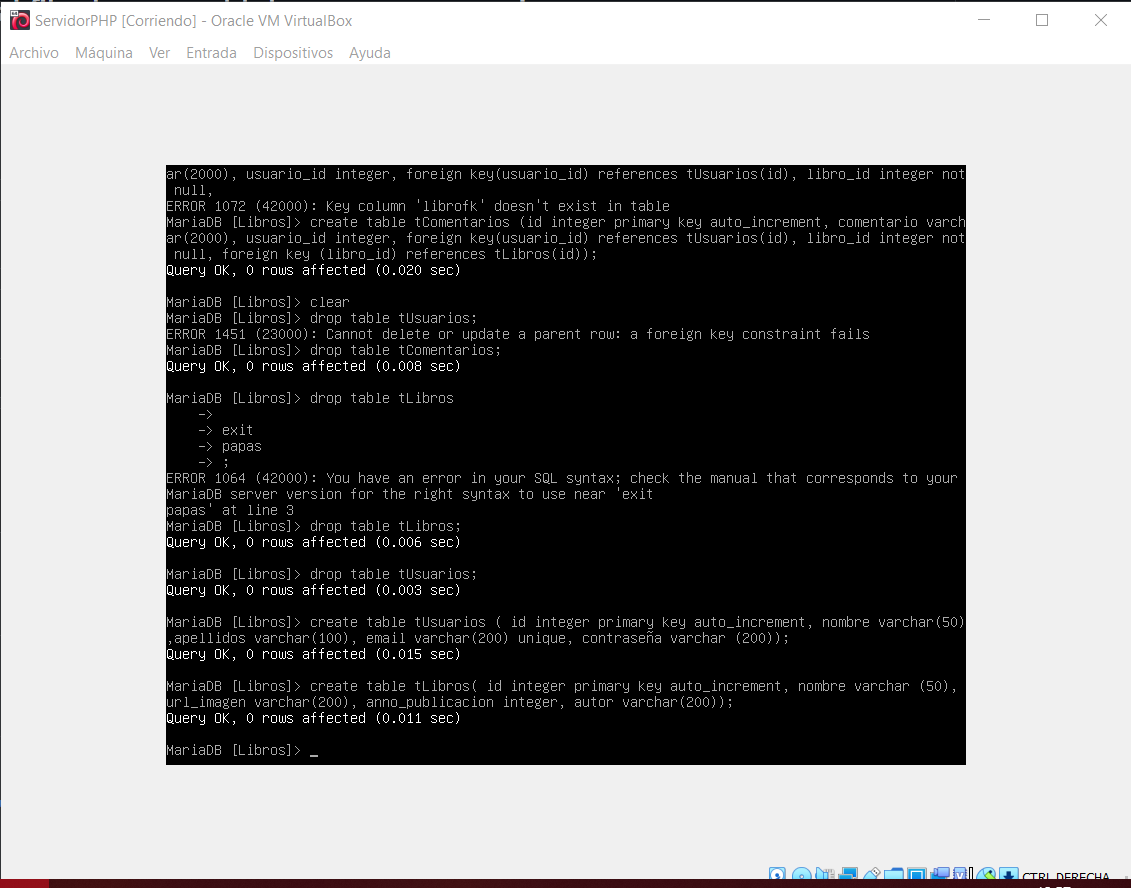 ServidorPHP [Corriendo] - Oracle VM VirtualBox
Archivo Máquina Ver Entrada Dispositivos Ayuda
ar(2000), usuario_id integer, foreign key(usuario_id) references tUsuarios(id), libro_id integer not
 null,
ERROR 1072 (42000): Key column 'librofk' doesn't exist in table
MariaDB [Libros]> create table tComentarios (id integer primary key auto_increment, comentario varch
ar(2000), usuario_id integer, foreign key(usuario_id) references tUsuarios(id), libro_id integer not
 null, foreign key (libro_id) references tLibros(id));
Query OK, 0 rows affected (0.020 sec)
MariaDB [Libros]> clear
MariaDB [Libros]> drop table tUsuarios;
ERROR 1451 (23000): Cannot delete or update a parent row: a foreign key constraint fails
MariaDB [Libros]> drop table tComentarios;
Query OK, 0 rows affected (0.008 sec)
MariaDB [Libros]> drop table tLibros
    ->
    -> exit
    -> papas
    -> ;
ERROR 1064 (42000): You have an error in your SQL syntax; check the manual that corresponds to your
MariaDB server version for the right syntax to use near 'exit
papas' at line 3
MariaDB [Libros]> drop table tLibros;
Query OK, 0 rows affected (0.006 sec)
MariaDB [Libros]> drop table tUsuarios;
Query OK, 0 rows affected (0.003 sec)
MariaDB [Libros]> create table tUsuarios ( id integer primary key auto_increment, nombre varchar(50)
,apellidos varchar(100), email varchar(200) unique, contraseña varchar (200));
Query OK, 0 rows affected (0.015 sec)
MariaDB [Libros]> create table tLibros( id integer primary key auto_increment, nombre varchar (50),
url_imagen varchar(200), anno_publicacion integer, autor varchar(200));
Query OK, 0 rows affected (0.011 sec)
MariaDB [Libros]> _
CTRL DERECHA